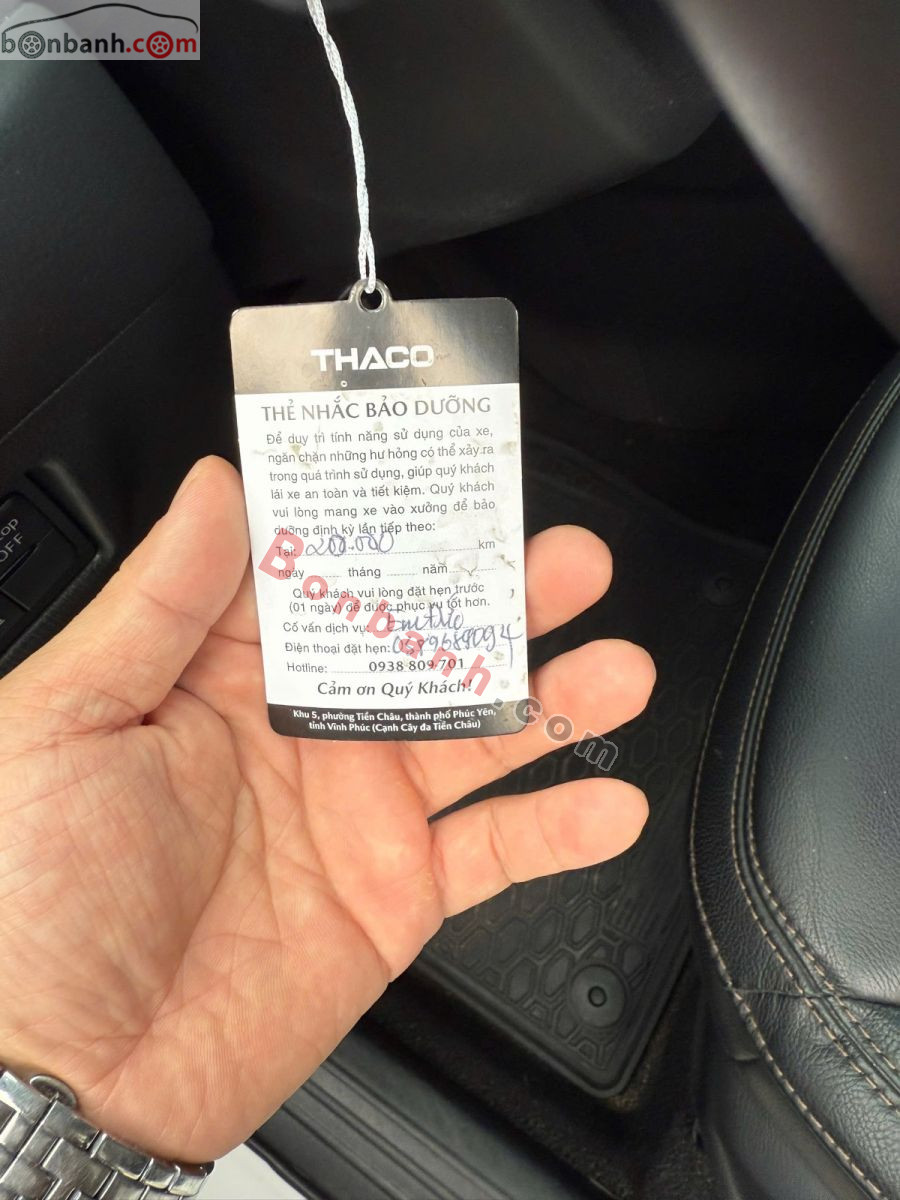 bonbanh.com
THACO
THẺ NHẮC BẢO DƯỠNG
Để duy trì tính năng sử dụng của xe,
ngăn chặn những hư hỏng có thể xảy ra
trong quá trình sử dụng, giúp quý khách
lái xe an toàn và tiết kiệm. Quý khách
vui lòng mang xe vào xưởng để bảo
dưỡng định kỳ lần tiếp theo:
Tại: 200.000 km
ngày ...... tháng ...... năm ......
Quý khách vui lòng đặt hẹn trước
(01 ngày) để được phục vụ tốt hơn.
Cố vấn dịch vụ:
Điện thoại đặt hẹn:
Hotline: 0938 809 701
Cảm ơn Quý Khách!
Khu 5, phường Tiền Châu, thành phố Phúc Yên,
tỉnh Vĩnh Phúc (Cạnh Cây đa Tiền Châu)
Bonbanh.com
OFF